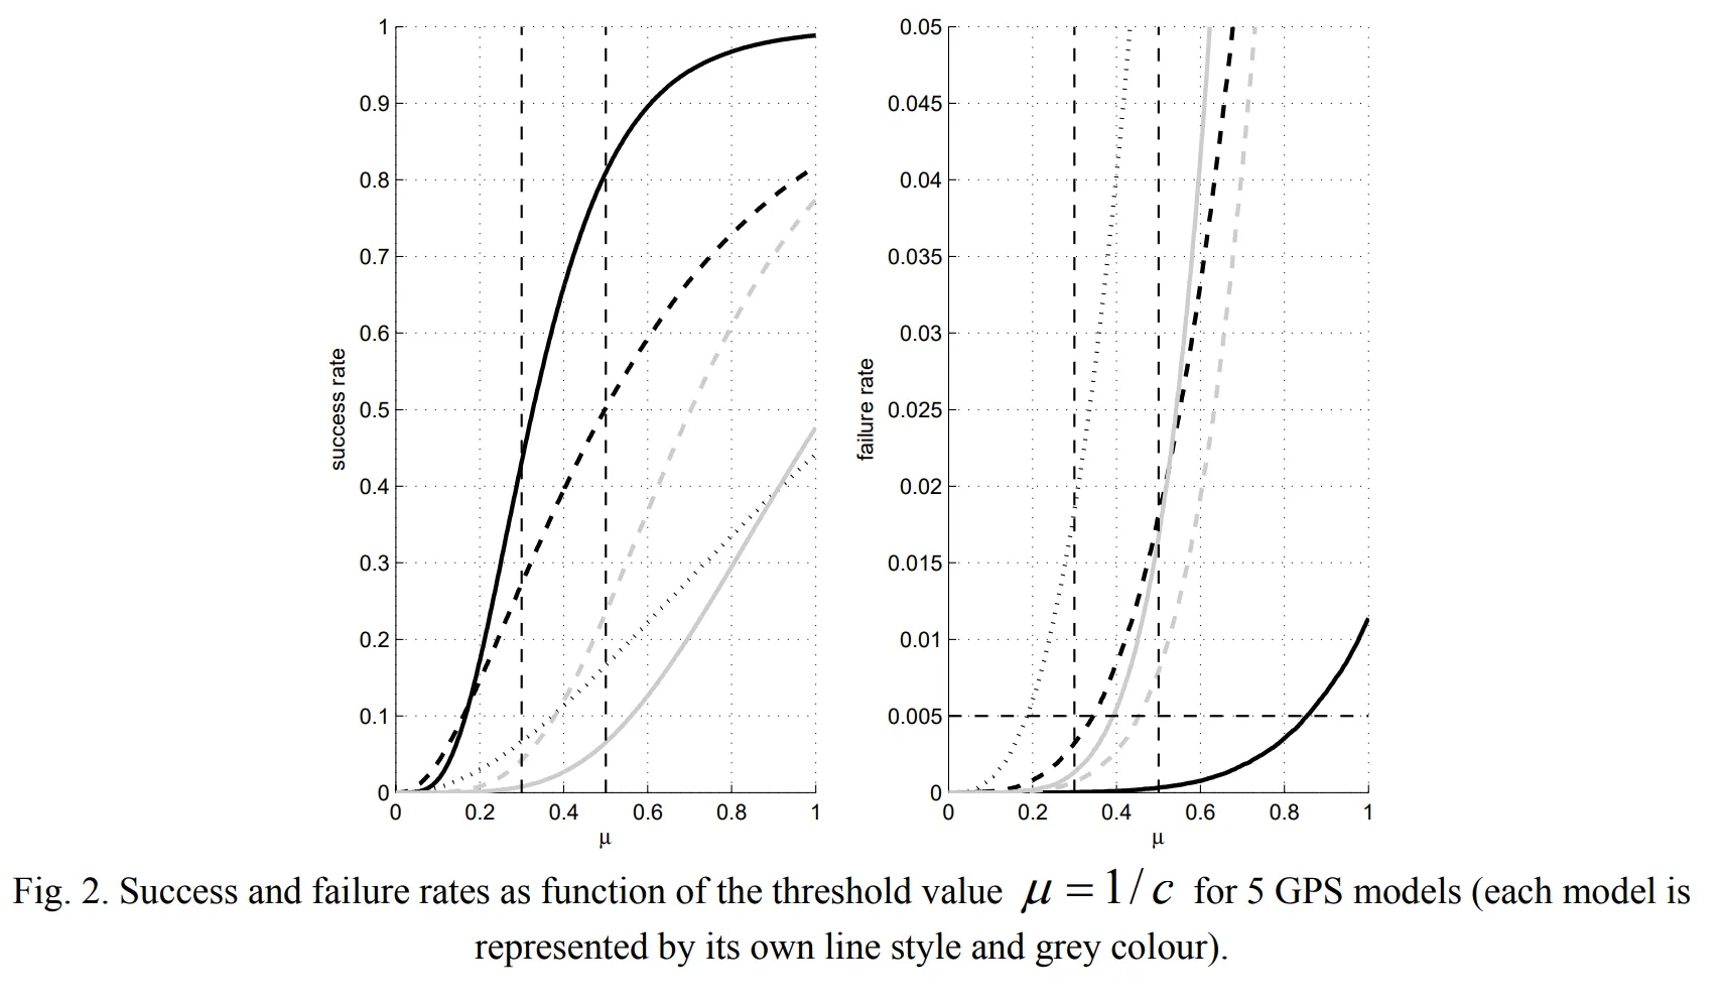 1
0.9
0.8
0.7
0.6
0.5
0.4
0.3
0.2
0.1
0
success rate
0 0.2 0.4 0.6 0.8 1
μ
0.05
0.045
0.04
0.035
0.03
0.025
0.02
0.015
0.01
0.005
0
failure rate
0 0.2 0.4 0.6 0.8 1
μ
Fig. 2. Success and failure rates as function of the threshold value μ = 1/ c for 5 GPS models (each model is
represented by its own line style and grey colour).